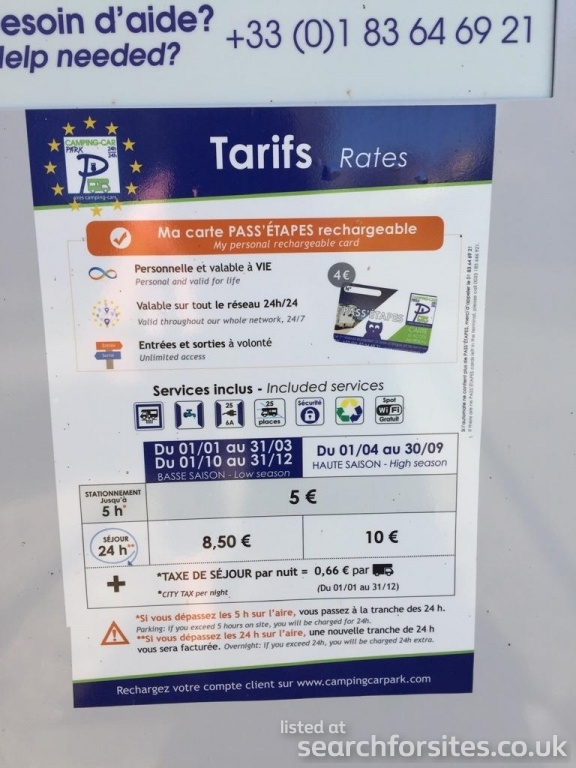 esoin d'aide?
elp needed?
+33 (0)1 83 64 69 21
CAMPING-CAR
PARK
24h
24h
Tarifs Rates
Ma carte PASS'ÉTAPES rechargeable
My personal rechargeable card
Personnelle et valable à VIE
Personal and valid for life
4€
PASS'ETAPES
Valable sur tout le réseau 24h/24
Valid throughout our whole network, 24/7
Entrées et sorties à volonté
Unlimited access
Services inclus - Included services
25
6A
25
places
Sécurité
Spot
WiFi
Gratuit
Du 01/01 au 31/03
Du 01/10 au 31/12
BASSE SAISON - Low season
Du 01/04 au 30/09
HAUTE SAISON - High season
STATIONNEMENT
Jusqu'à
5 h*
5 €
SÉJOUR
24 h**
8,50 €
10 €
+
*TAXE DE SÉJOUR par nuit = 0,66 € par
*CITY TAX per night
(Du 01/01 au 31/12)
*Si vous dépassez les 5 h sur l'aire, vous passez à la tranche des 24 h.
Parking: if you exceed 5 hours on site, you will be charged for 24h.
**Si vous dépassez les 24 h sur l'aire, une nouvelle tranche de 24 h
vous sera facturée. Overnight: if you exceed 24h, you will be charged 24h extra.
Rechargez votre compte client sur www.campingcarpark.com
listed at
searchforsites.co.uk